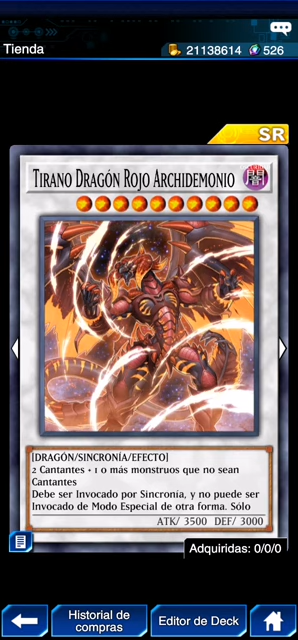 Tienda
21138614
526
SR
Tirano Dragón Rojo Archidemonio
[DRAGÓN/SINCRONÍA/EFECTO]
2 Cantantes + 1 o más monstruos que no sean
Cantantes
Debe ser Invocado por Sincronía, y no puede ser
Invocado de Modo Especial de otra forma. Sólo
ATK/ 3500 DEF/ 3000
Adquiridas: 0/0/0
Historial de
compras
Editor de Deck